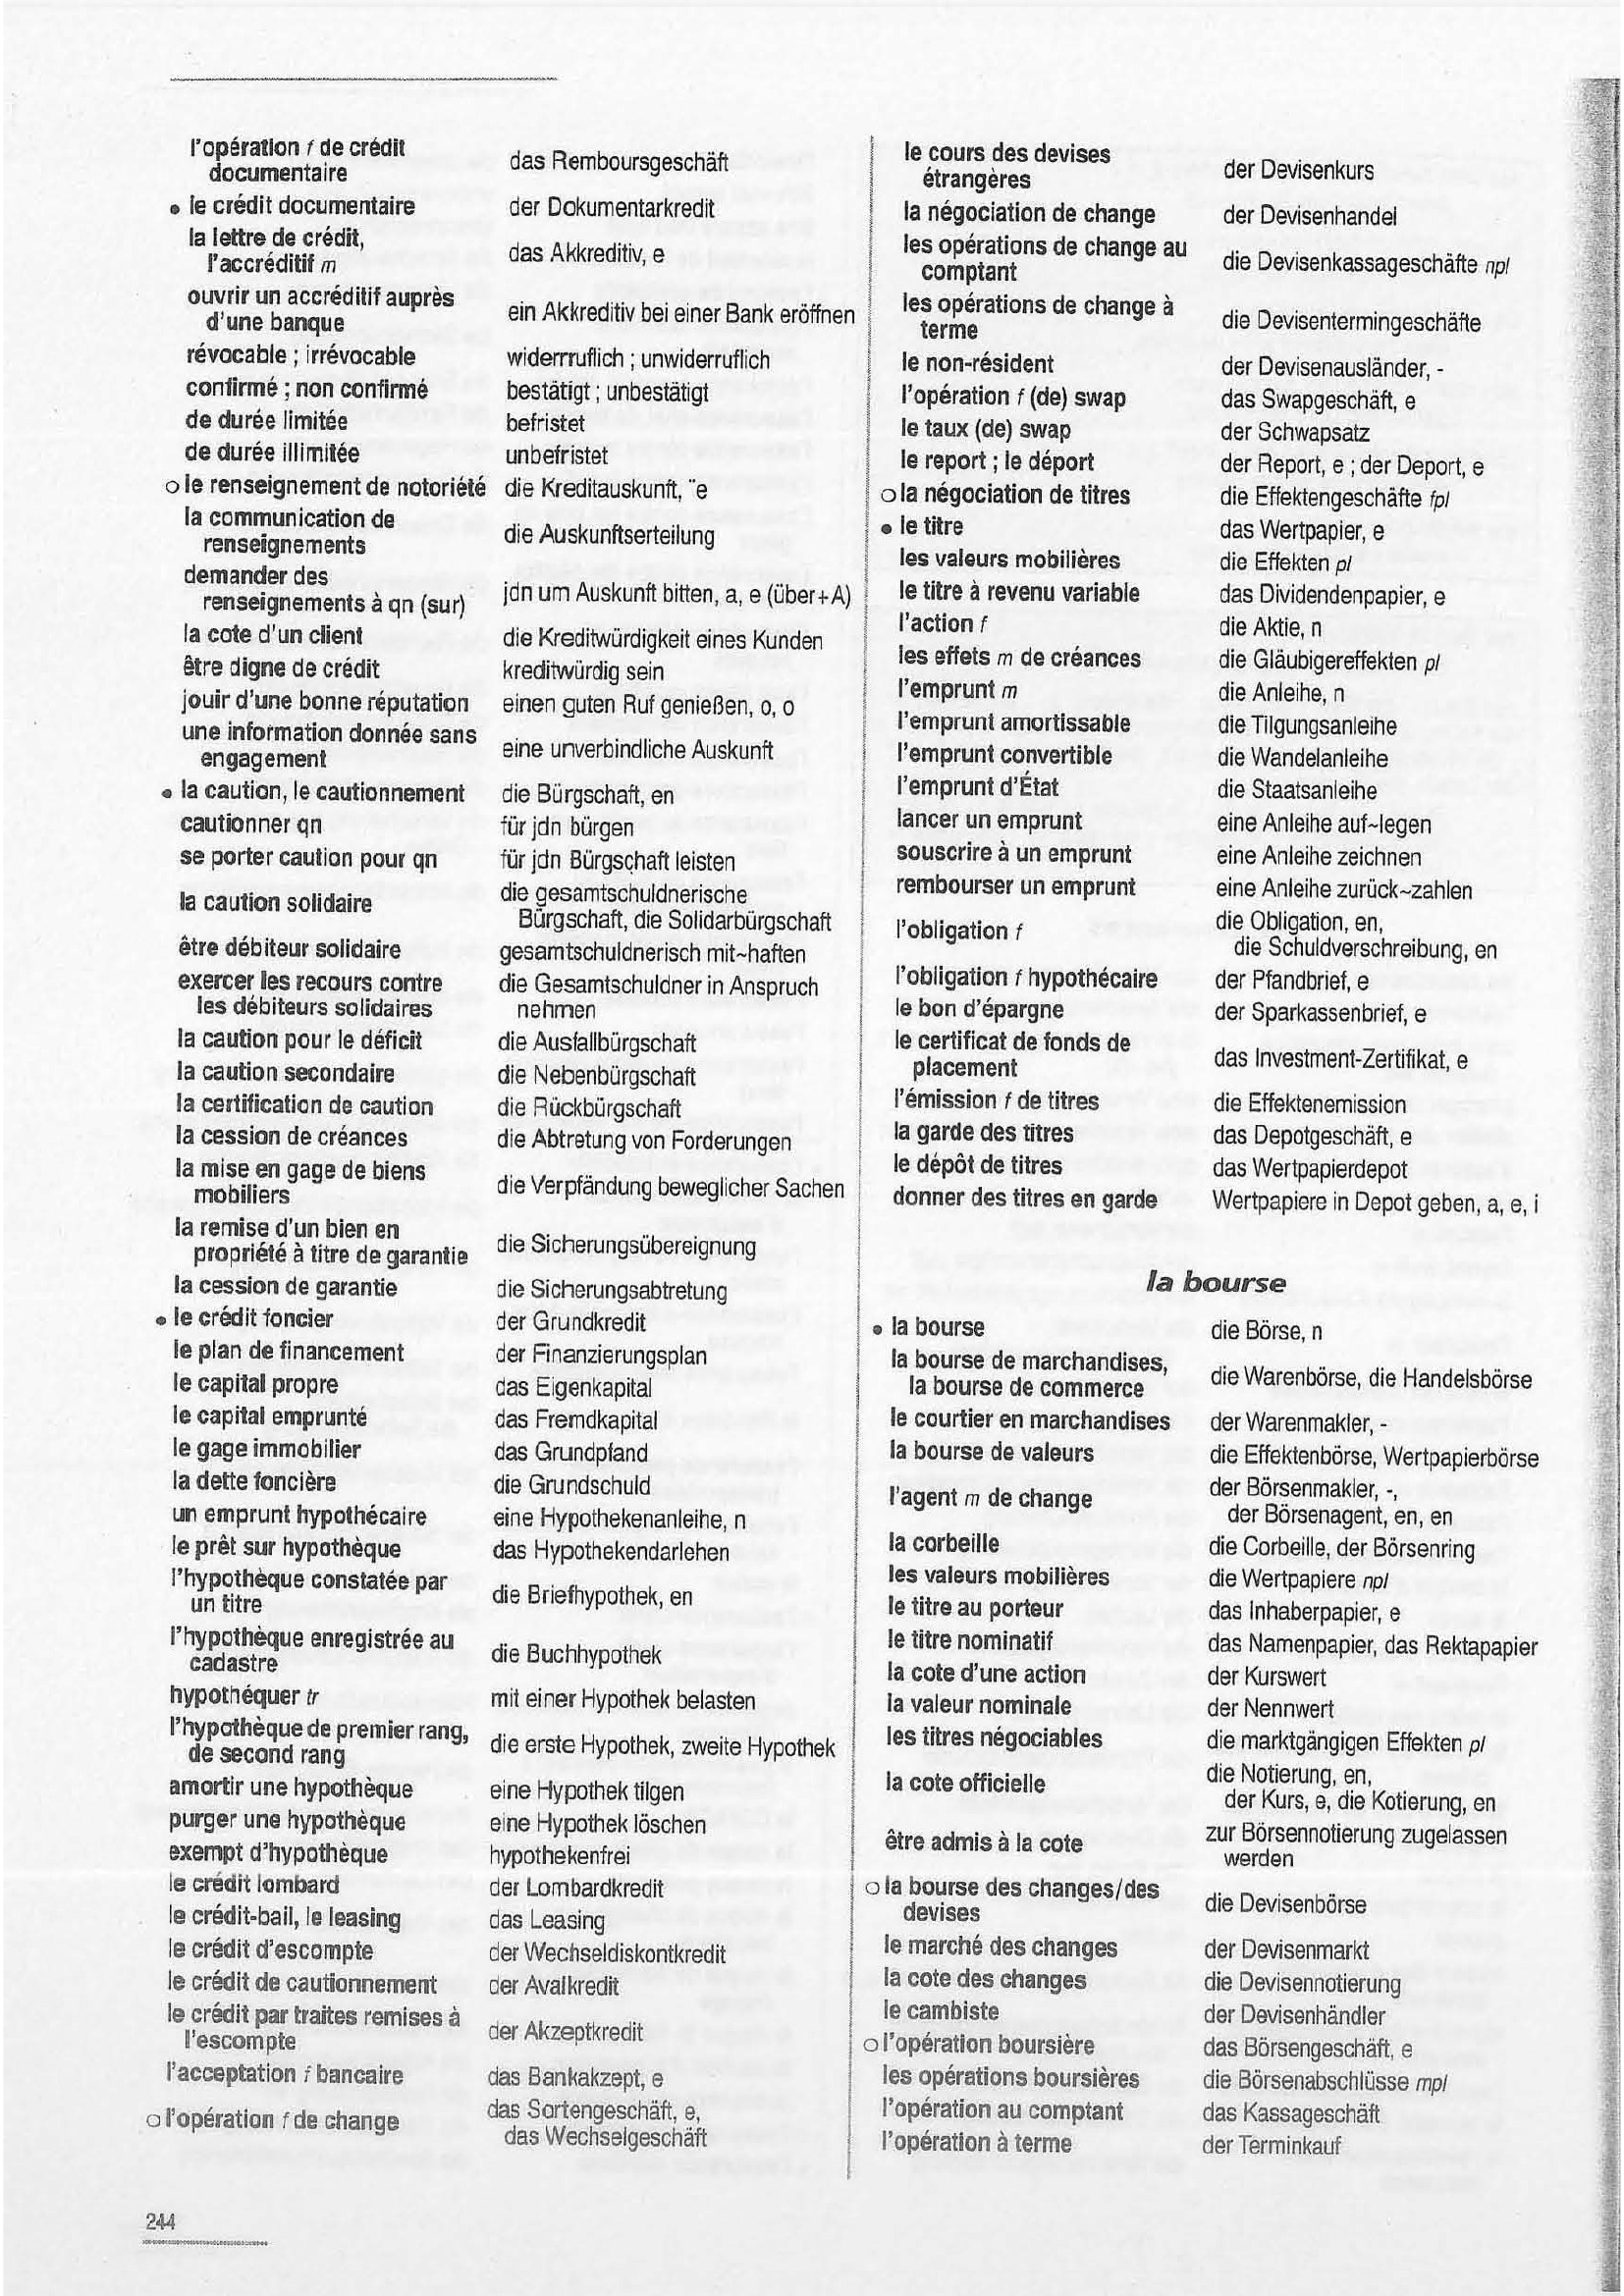 l'opération f de crédit
documentaire das Remboursgeschäft
• le crédit documentaire der Dokumentarkredit
la lettre de crédit,
l'accréditif m das Akkreditiv, e
ouvrir un accréditif auprès
d'une banque ein Akkreditiv bei einer Bank eröffnen
révocable ; irrévocable widerrruflich ; unwiderruflich
confirmé ; non confirmé bestätigt ; unbestätigt
de durée limitée befristet
de durée illimitée unbefristet
o le renseignement de notoriété die Kreditauskunft, ¨e
la communication de
renseignements die Auskunftserteilung
demander des
renseignements à qn (sur) jdn um Auskunft bitten, a, e (über+A)
la cote d'un client die Kreditwürdigkeit eines Kunden
être digne de crédit kreditwürdig sein
jouir d'une bonne réputation einen guten Ruf genießen, o, o
une information donnée sans
engagement eine unverbindliche Auskunft
• la caution, le cautionnement die Bürgschaft, en
cautionner qn für jdn bürgen
se porter caution pour qn für jdn Bürgschaft leisten
la caution solidaire die gesamtschuldnerische
Bürgschaft, die Solidarbürgschaft
être débiteur solidaire gesamtschuldnerisch mit~haften
exercer les recours contre die Gesamtschuldner in Anspruch
les débiteurs solidaires nehmen
la caution pour le déficit die Ausfallbürgschaft
la caution secondaire die Nebenbürgschaft
la certification de caution die Rückbürgschaft
la cession de créances die Abtretung von Forderungen
la mise en gage de biens
mobiliers die Verpfändung beweglicher Sachen
la remise d'un bien en
propriété à titre de garantie die Sicherungsübereignung
la cession de garantie die Sicherungsabtretung
• le crédit foncier der Grundkredit
le plan de financement der Finanzierungsplan
le capital propre das Eigenkapital
le capital emprunté das Fremdkapital
le gage immobilier das Grundpfand
la dette foncière die Grundschuld
un emprunt hypothécaire eine Hypothekenanleihe, n
le prêt sur hypothèque das Hypothekendarlehen
l'hypothèque constatée par
un titre die Briefhypothek, en
l'hypothèque enregistrée au
cadastre die Buchhypothek
hypothéquer tr mit einer Hypothek belasten
l'hypothèque de premier rang,
de second rang die erste Hypothek, zweite Hypothek
amortir une hypothèque eine Hypothek tilgen
purger une hypothèque eine Hypothek löschen
exempt d'hypothèque hypothekenfrei
le crédit lombard der Lombardkredit
le crédit-bail, le leasing das Leasing
le crédit d'escompte der Wechseldiskontkredit
le crédit de cautionnement der Avalkredit
le crédit par traites remises à
l'escompte der Akzeptkredit
l'acceptation f bancaire das Bankakzept, e
o l'opération f de change das Sortengeschäft, e,
das Wechselgeschäft
le cours des devises
étrangères der Devisenkurs
la négociation de change der Devisenhandel
les opérations de change au
comptant die Devisenkassageschäfte npl
les opérations de change à
terme die Devisentermingeschäfte
le non-résident der Devisenausländer, -
l'opération f (de) swap das Swapgeschäft, e
le taux (de) swap der Schwapsatz
le report ; le déport der Report, e ; der Deport, e
o la négociation de titres die Effektengeschäfte fpl
• le titre das Wertpapier, e
les valeurs mobilières die Effekten pl
le titre à revenu variable das Dividendenpapier, e
l'action f die Aktie, n
les effets m de créances die Gläubigereffekten pl
l'emprunt m die Anleihe, n
l'emprunt amortissable die Tilgungsanleihe
l'emprunt convertible die Wandelanleihe
l'emprunt d'État die Staatsanleihe
lancer un emprunt eine Anleihe auf~legen
souscrire à un emprunt eine Anleihe zeichnen
rembourser un emprunt eine Anleihe zurück~zahlen
l'obligation f die Obligation, en,
die Schuldverschreibung, en
l'obligation f hypothécaire der Pfandbrief, e
le bon d'épargne der Sparkassenbrief, e
le certificat de fonds de
placement das Investment-Zertifikat, e
l'émission f de titres die Effektenemission
la garde des titres das Depotgeschäft, e
le dépôt de titres das Wertpapierdepot
donner des titres en garde Wertpapiere in Depot geben, a, e, i
la bourse
• la bourse die Börse, n
la bourse de marchandises,
la bourse de commerce die Warenbörse, die Handelsbörse
le courtier en marchandises der Warenmakler, -
la bourse de valeurs die Effektenbörse, Wertpapierbörse
l'agent m de change der Börsenmakler, -,
der Börsenagent, en, en
la corbeille die Corbeille, der Börsenring
les valeurs mobilières die Wertpapiere npl
le titre au porteur das Inhaberpapier, e
le titre nominatif das Namenpapier, das Rektapapier
la cote d'une action der Kurswert
la valeur nominale der Nennwert
les titres négociables die marktgängigen Effekten pl
la cote officielle die Notierung, en,
der Kurs, e, die Kotierung, en
être admis à la cote zur Börsennotierung zugelassen
werden
o la bourse des changes/des
devises die Devisenbörse
le marché des changes der Devisenmarkt
la cote des changes die Devisennotierung
le cambiste der Devisenhändler
o l'opération boursière das Börsengeschäft, e
les opérations boursières die Börsenabschlüsse mpl
l'opération au comptant das Kassageschäft
l'opération à terme der Terminkauf
244